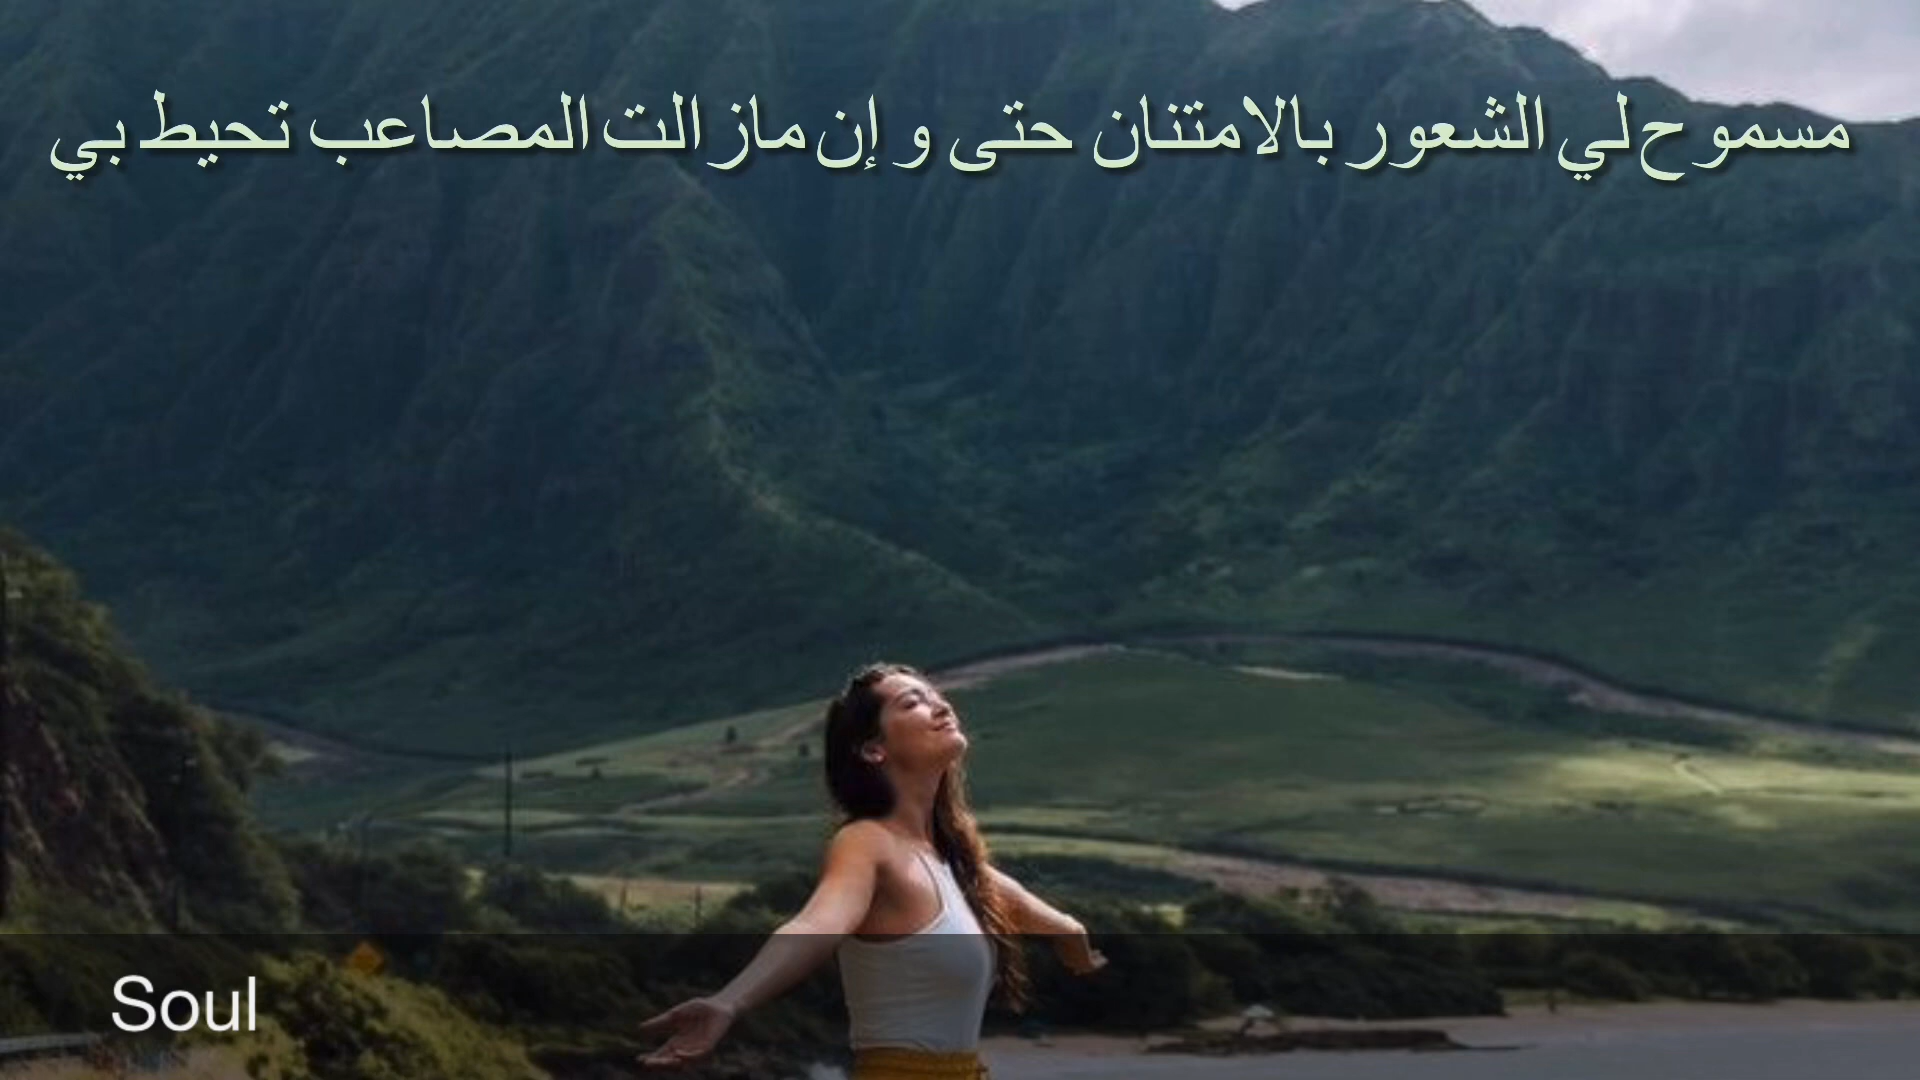 مسموح لي الشعور بالامتنان حتى و إن مازالت المصاعب تحيط بي
Soul